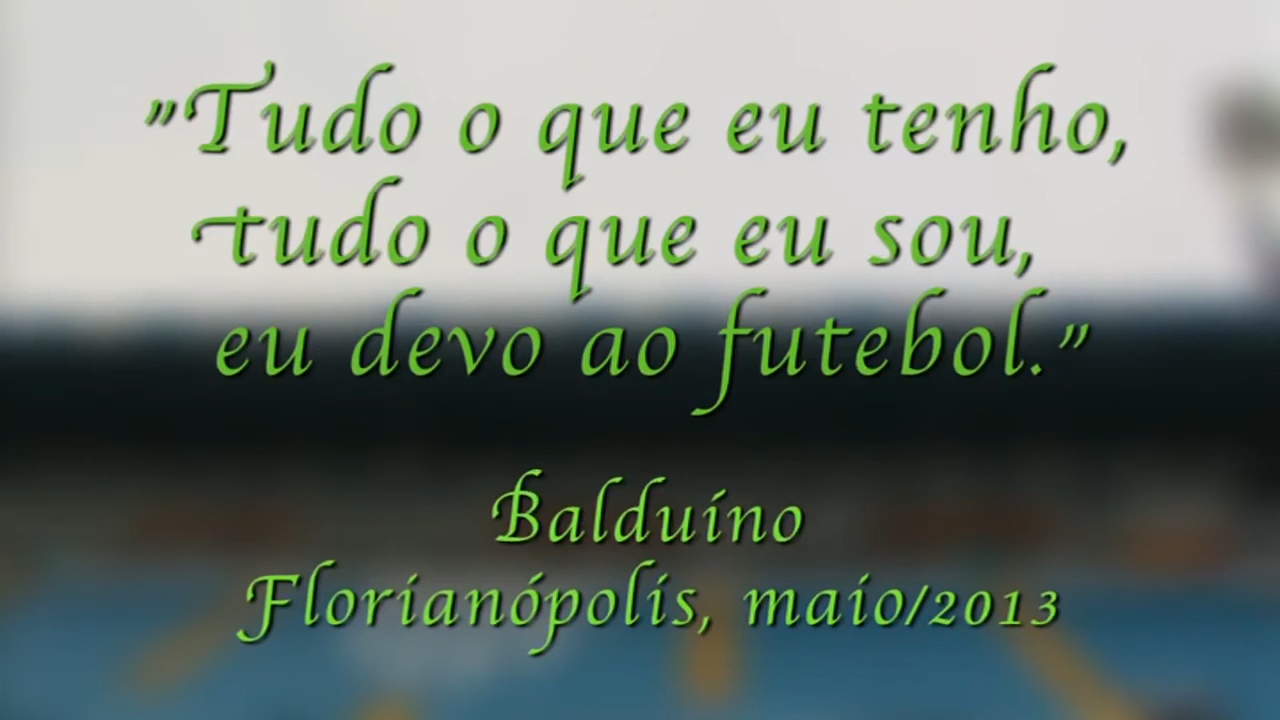 "Tudo o que eu tenho,
tudo o que eu sou,
eu devo ao futebol."
Balduíno
Florianópolis, maio/2013